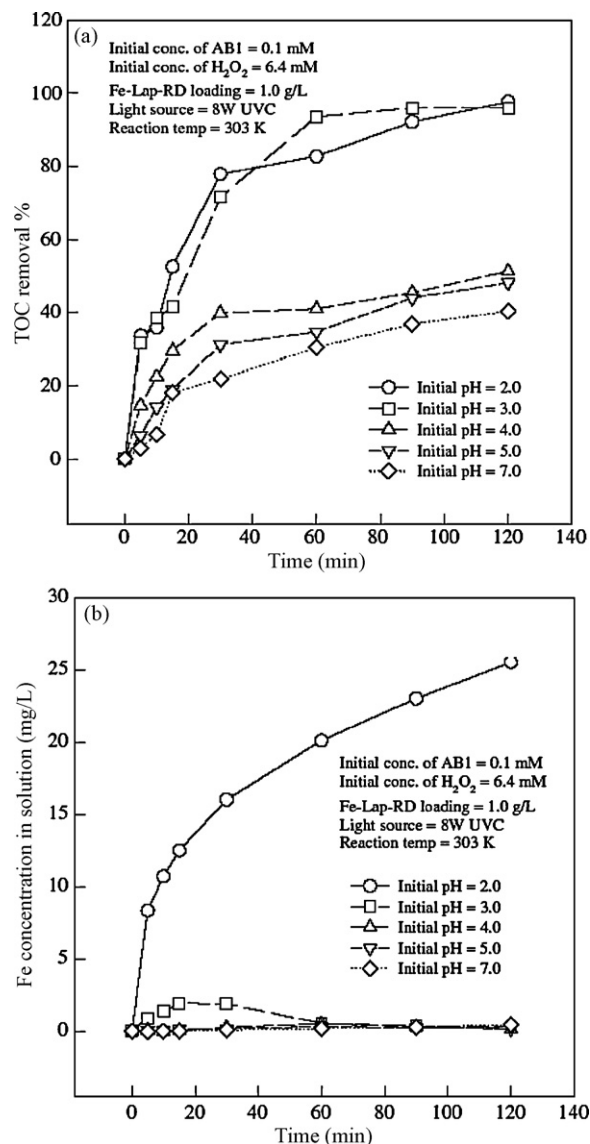 (a)
Initial conc. of AB1 = 0.1 mM
Initial conc. of H₂O₂ = 6.4 mM
Fe-Lap-RD loading = 1.0 g/L
Light source = 8W UVC
Reaction temp = 303 K
TOC removal %
120
100
80
60
40
20
0
Initial pH = 2.0
Initial pH = 3.0
Initial pH = 4.0
Initial pH = 5.0
Initial pH = 7.0
0 20 40 60 80 100 120 140
Time (min)
(b)
Fe concentration in solution (mg/L)
30
25
20
15
10
5
0
Initial conc. of AB1 = 0.1 mM
Initial conc. of H₂O₂ = 6.4 mM
Fe-Lap-RD loading = 1.0 g/L
Light source = 8W UVC
Reaction temp = 303 K
Initial pH = 2.0
Initial pH = 3.0
Initial pH = 4.0
Initial pH = 5.0
Initial pH = 7.0
0 20 40 60 80 100 120 140
Time (min)